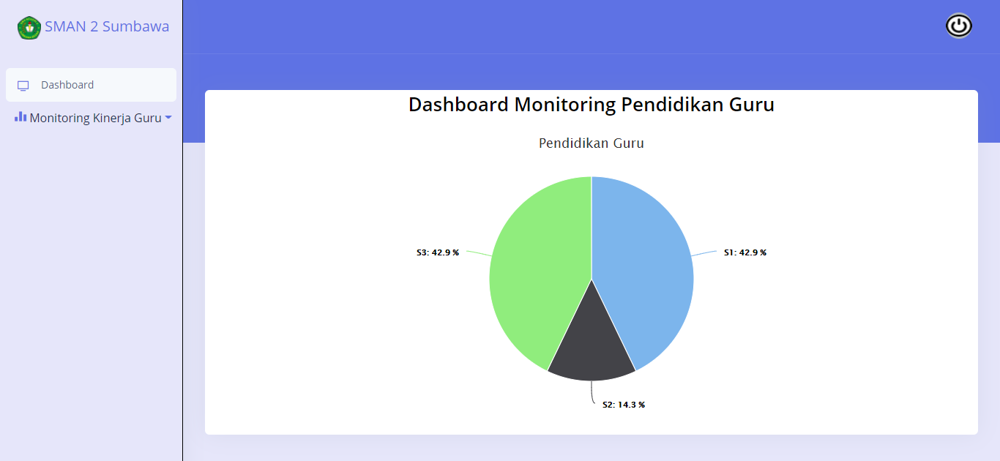 SMAN 2 Sumbawa
Dashboard
Monitoring Kinerja Guru
Dashboard Monitoring Pendidikan Guru
Pendidikan Guru
S3: 42.9 %
S1: 42.9 %
S2: 14.3 %